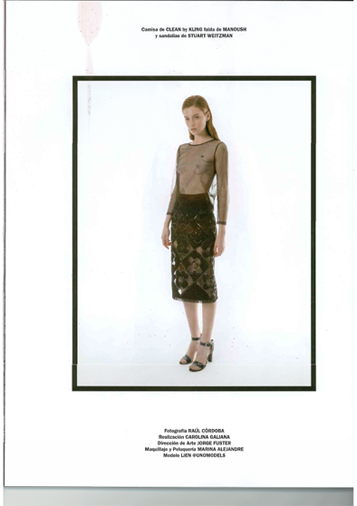 Camisa de CLEAN by KLING falda de MANOUSH
y sandalias de STUART WEITZMAN
Fotografía RAÚL CÓRDOBA
Realización CAROLINA GALIANA
Dirección de Arte JORGE FUSTER
Maquillaje y Peluquería MARINA ALEJANDRE
Modelo LIEN @UNOMODELS